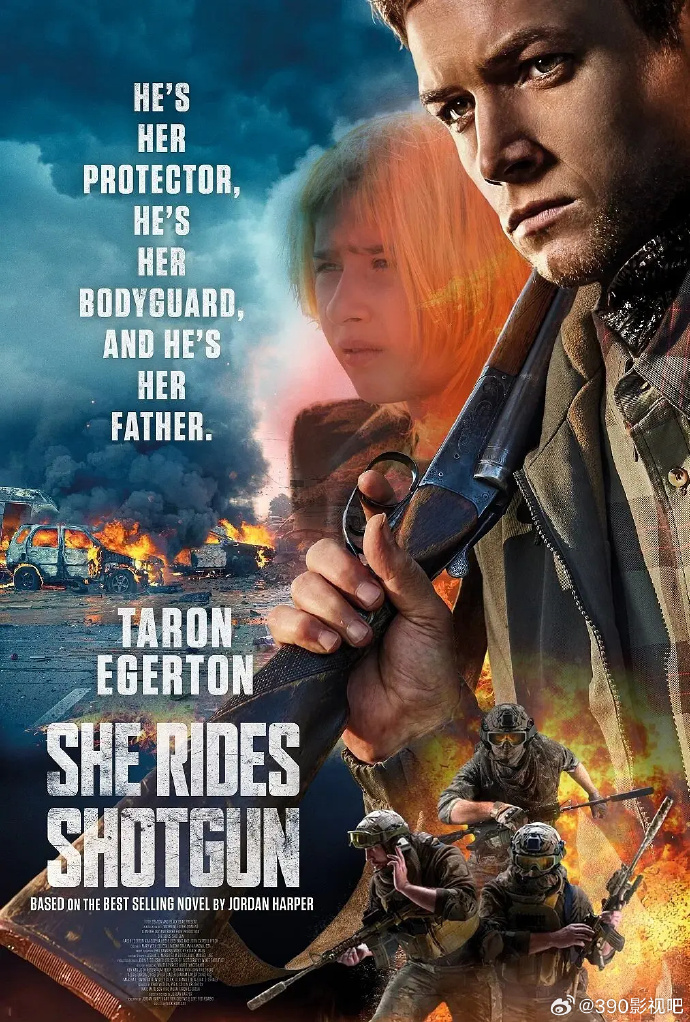 HE'S
HER
PROTECTOR,
HE'S
HER
BODYGUARD,
AND HE'S
HER
FATHER.
TARON
EGERTON
SHE RIDES
SHOTGUN
BASED ON THE BEST SELLING NOVEL BY JORDAN HARPER
@390影视吧